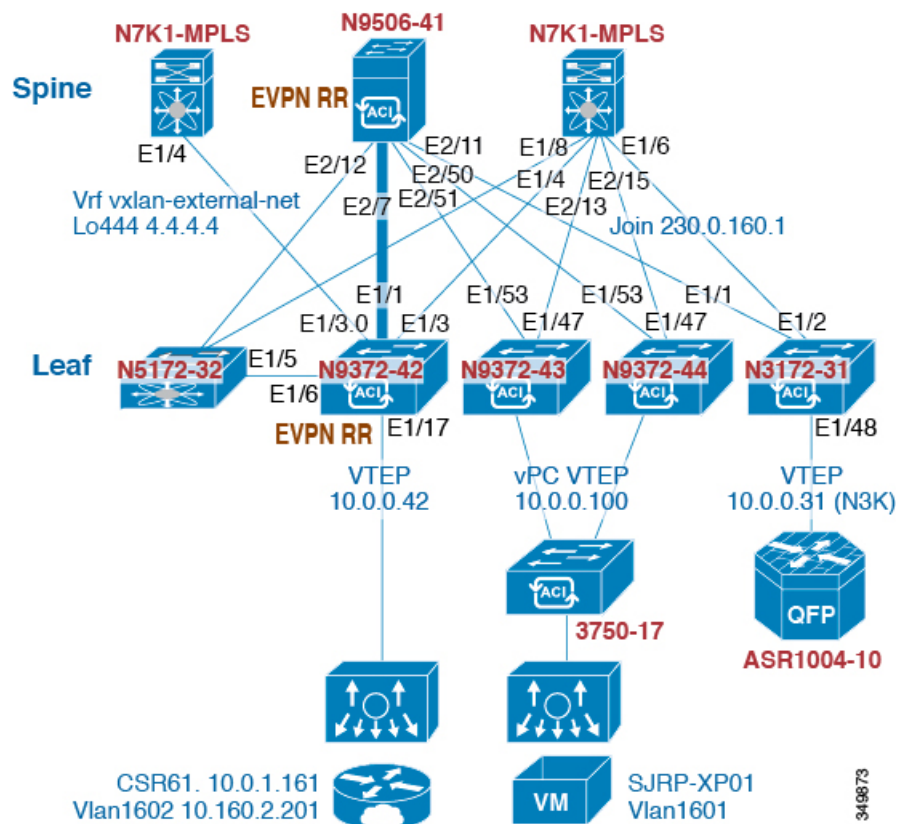 N7K1-MPLS
N9506-41
N7K1-MPLS
Spine
EVPN RR
ACI
E1/4
E2/12
E2/11
E1/8
E1/6
E2/50
E1/4
E2/15
E2/51
E2/7
E2/13
Vrf vxlan-external-net
Lo444 4.4.4.4
Join 230.0.160.1
E1/1
E1/53
E1/53
E1/1
E1/3.0
E1/3
E1/47
E1/47
E1/2
Leaf
N5172-32
E1/5
N9372-42
N9372-43
N9372-44
N3172-31
E1/6
ACI
ACI
ACI
ACI
EVPN RR
E1/17
E1/48
VTEP
10.0.0.42
vPC VTEP
10.0.0.100
VTEP
10.0.0.31 (N3K)
ACI
3750-17
QFP
ASR1004-10
CSR61. 10.0.1.161
Vlan1602 10.160.2.201
VM
SJRP-XP01
Vlan1601
349873